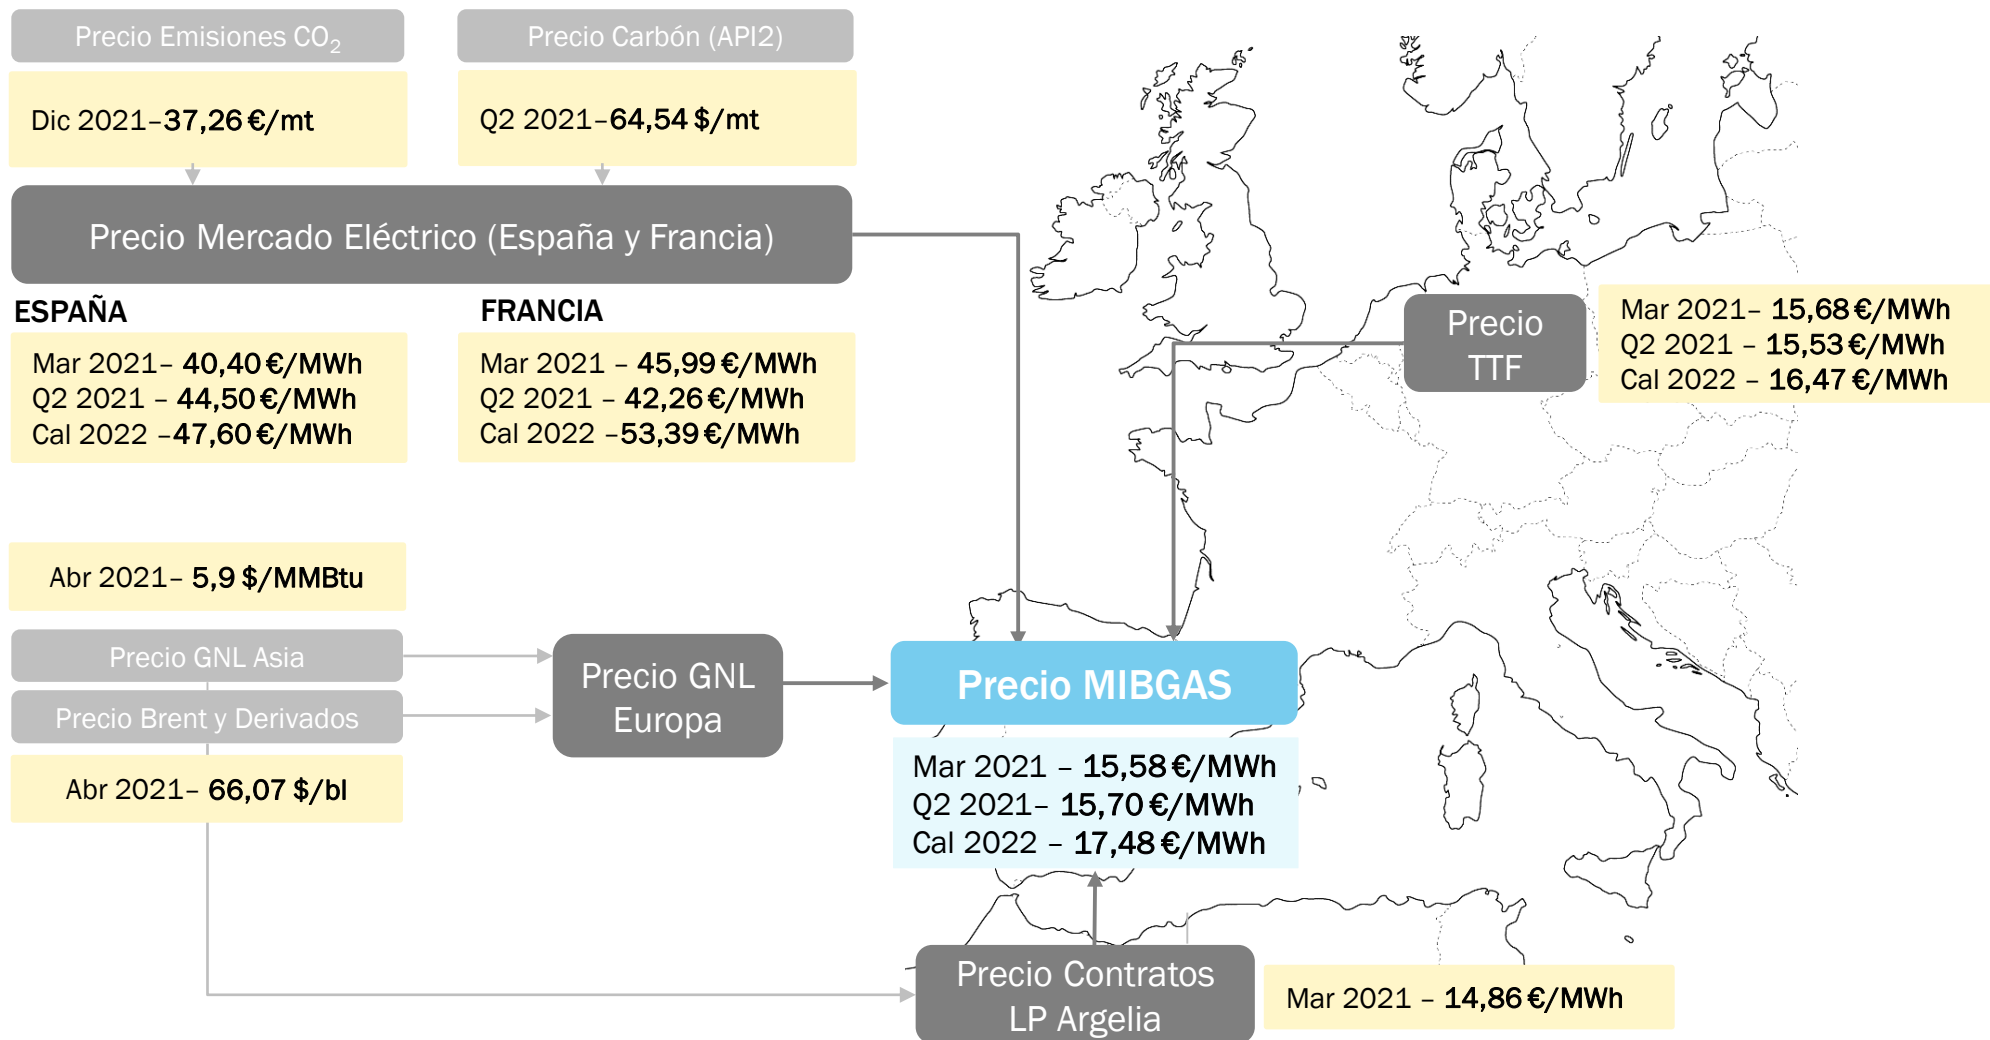 Precio Emisiones CO₂
Precio Carbón (API2)
Dic 2021–37,26 €/mt
Q2 2021–64,54 $/mt
Precio Mercado Eléctrico (España y Francia)
ESPAÑA
FRANCIA
Mar 2021– 40,40 €/MWh
Q2 2021 – 44,50 €/MWh
Cal 2022 –47,60 €/MWh
Mar 2021 – 45,99 €/MWh
Q2 2021 – 42,26 €/MWh
Cal 2022 –53,39 €/MWh
Precio
TTF
Mar 2021– 15,68 €/MWh
Q2 2021 – 15,53 €/MWh
Cal 2022 – 16,47 €/MWh
Abr 2021– 5,9 $/MMBtu
Precio GNL Asia
Precio Brent y Derivados
Abr 2021– 66,07 $/bl
Precio GNL
Europa
Precio MIBGAS
Mar 2021 – 15,58 €/MWh
Q2 2021– 15,70 €/MWh
Cal 2022 – 17,48 €/MWh
Precio Contratos
LP Argelia
Mar 2021 – 14,86 €/MWh